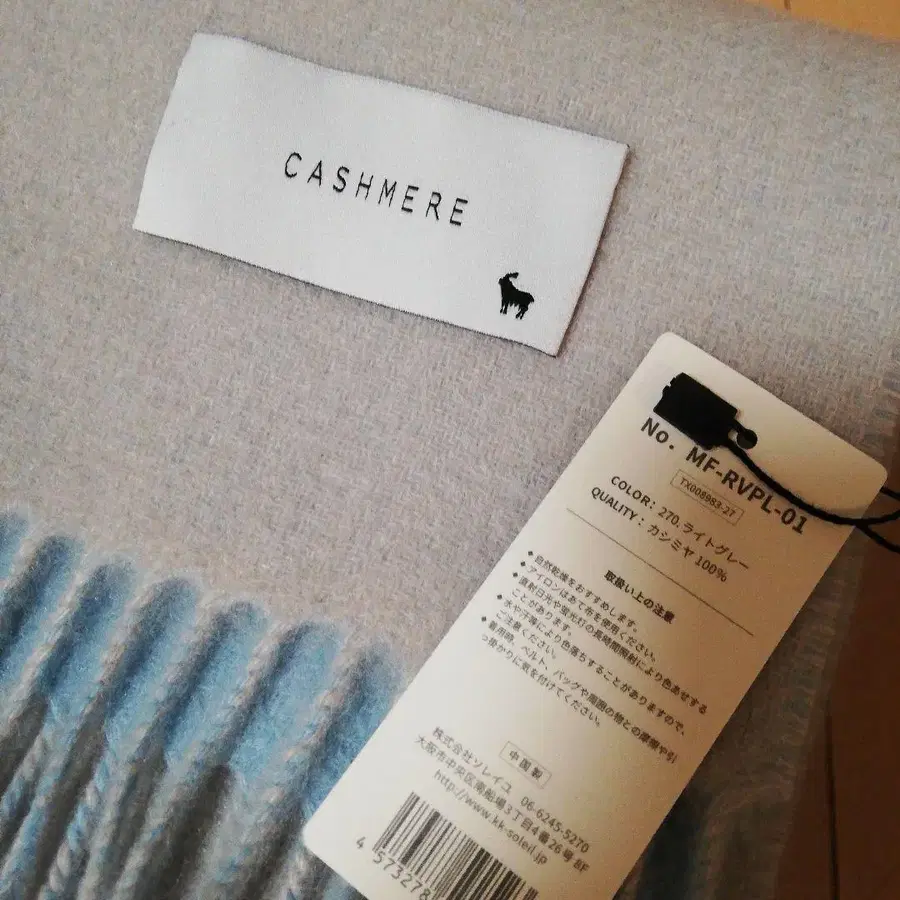 CASHMERE
No. MF-RVPL-01
TX008983-27
COLOR: 270.ライトグレー
QUALITY: カシミヤ 100%
取扱い上の注意
◆自然乾燥をおすすめします。
◆アイロンはあて布を使用ください。
◆直射日光や蛍光灯の長時間照射により色あせする
ことがあります。
◆水や汗等により色落ちすることがありますので、
ご注意ください。
◆着用時、ベルト、バッグや周囲の物との摩擦や引
っ掛かりに気を付けてください。
中国製
株式会社ソレイユ 06-6245-5270
大阪市中央区南船場3丁目4番26号 8F
http://www.kk-soleil.jp
4 573278